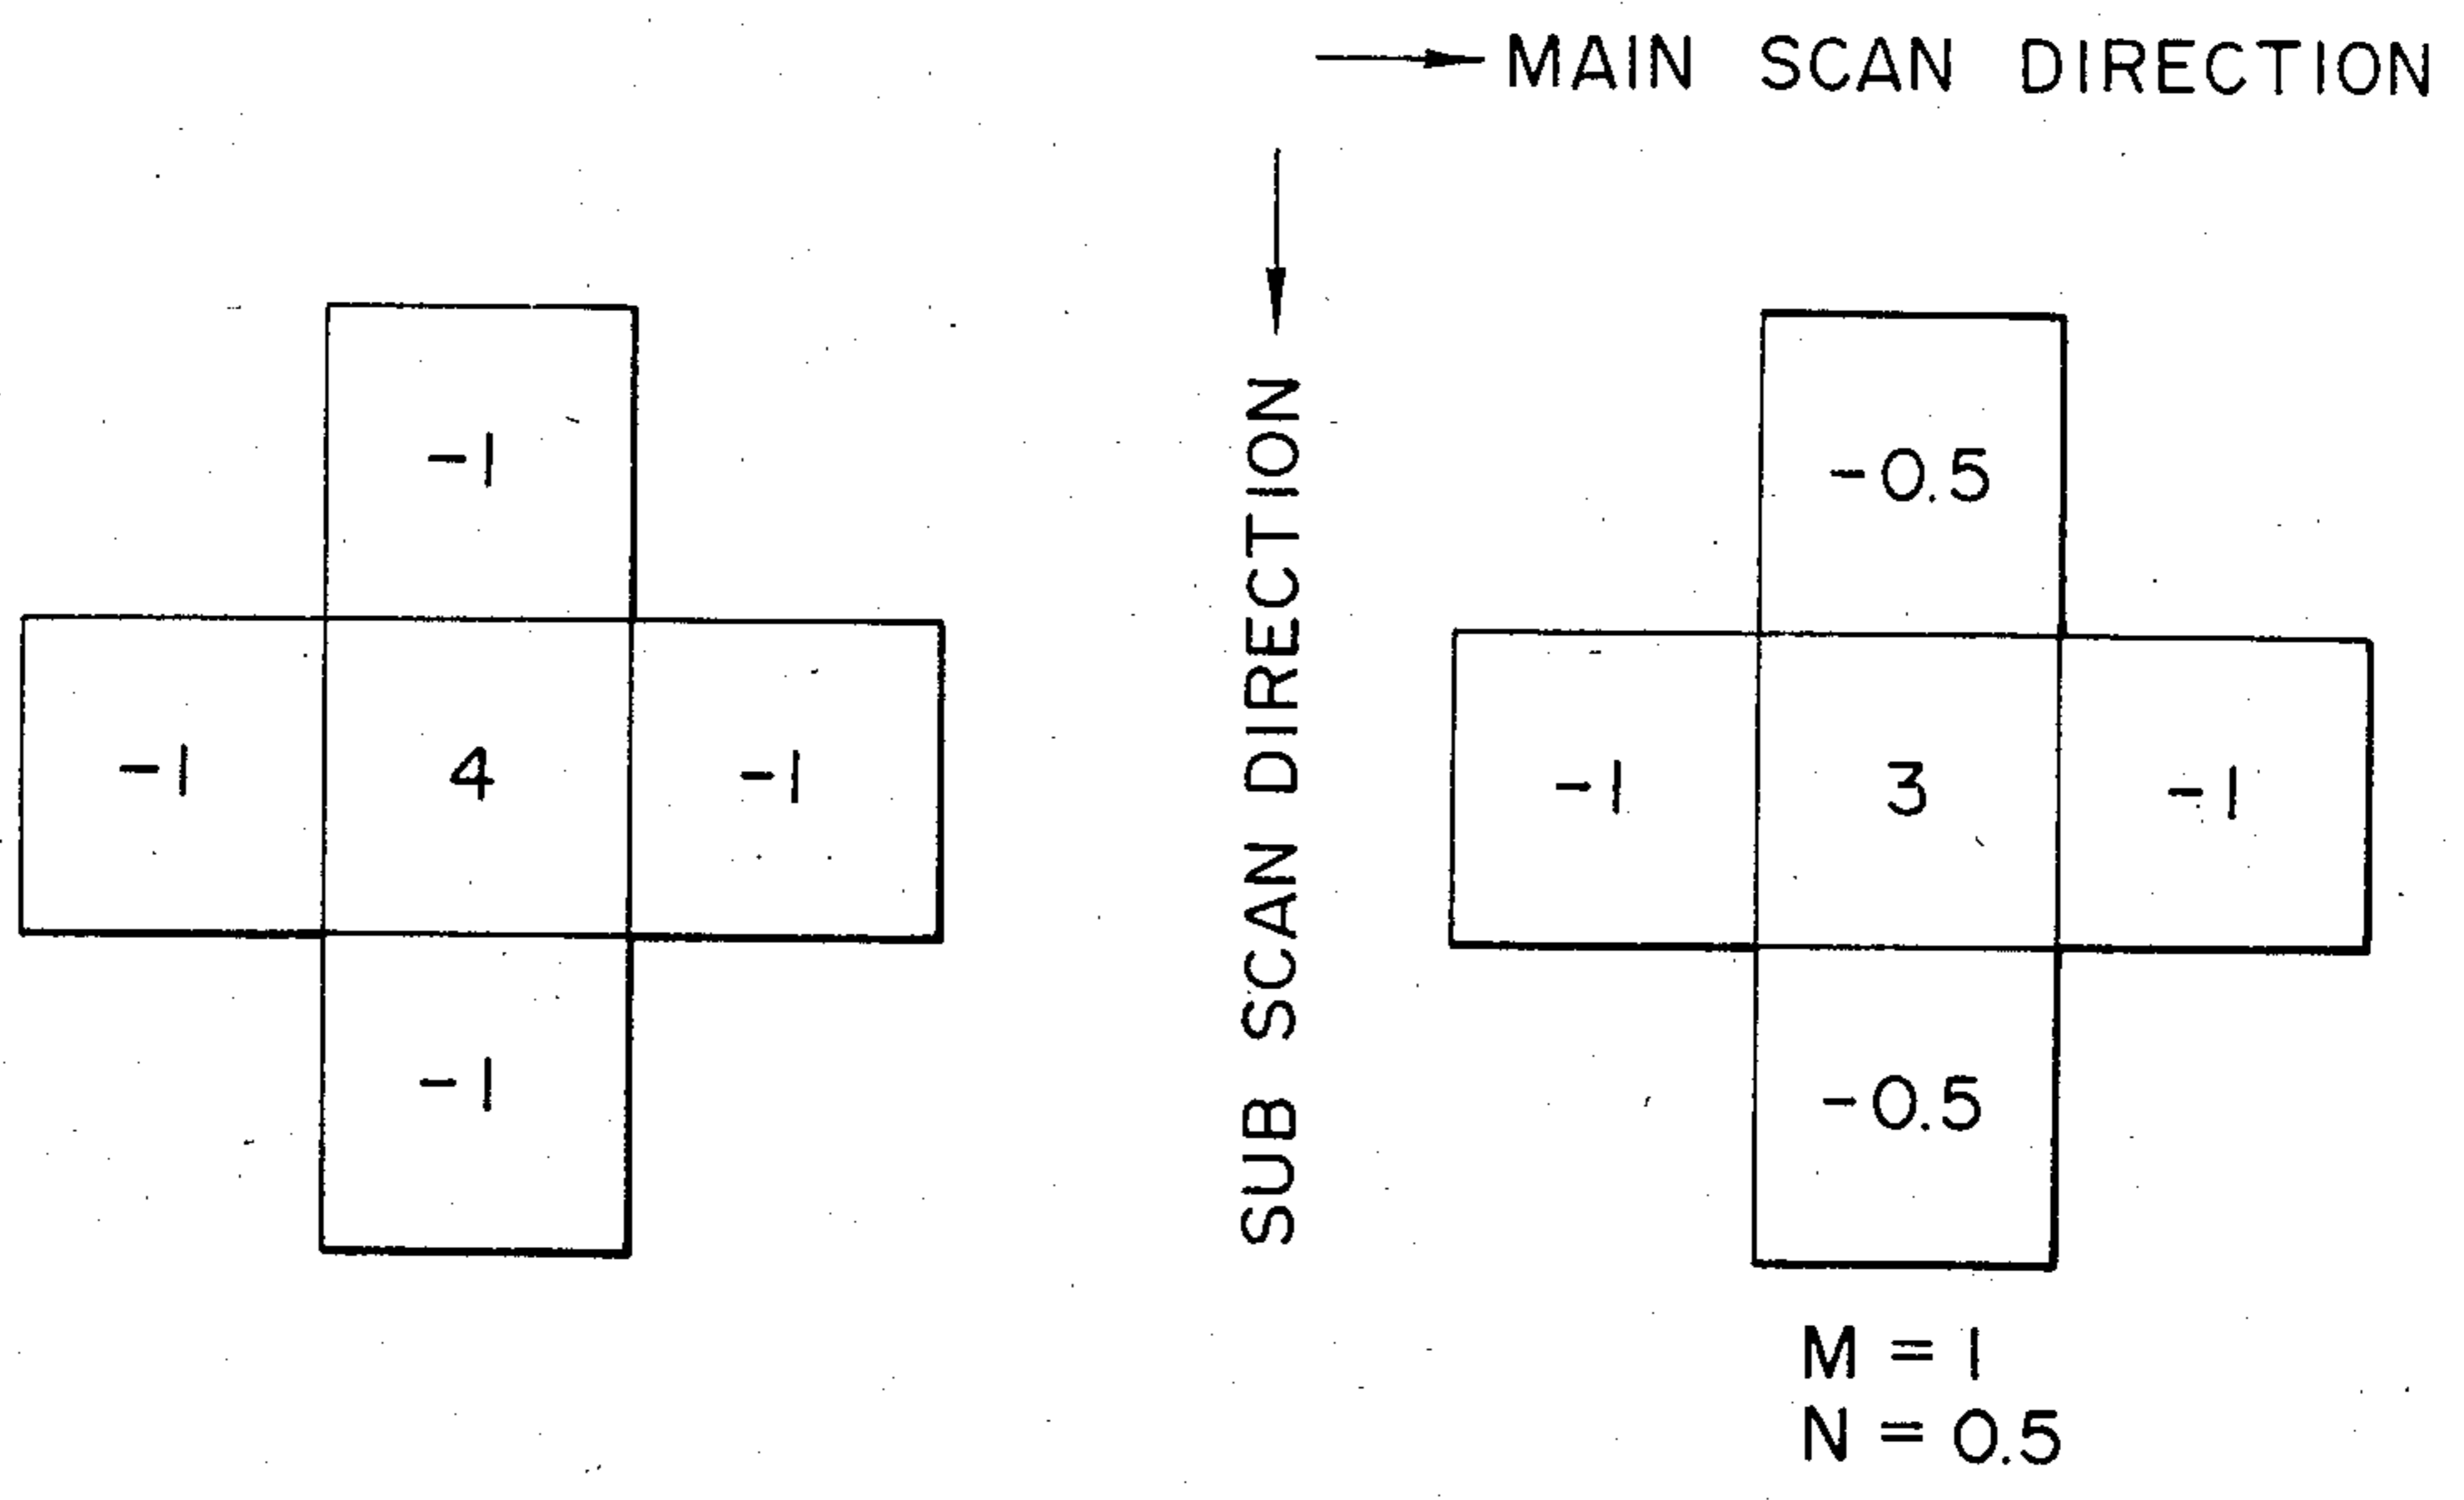 MAIN SCAN DIRECTION
SUB SCAN DIRECTION
-1
-1 4 -1
-1
-0.5
-1 3 -1
-0.5
M = 1
N = 0.5